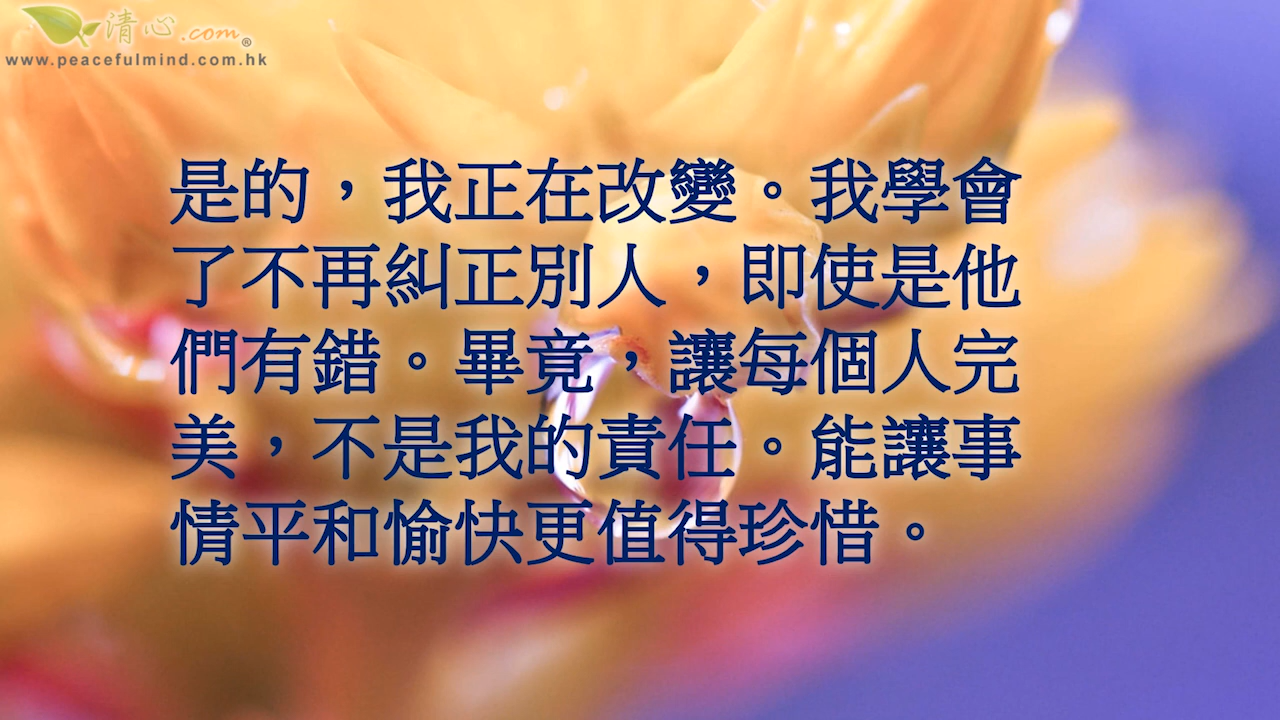 清心.com®
www.peacefulmind.com.hk
是的，我正在改變。我學會
了不再糾正別人，即使是他
們有錯。畢竟，讓每個人完
美，不是我的責任。能讓事
情平和愉快更值得珍惜。